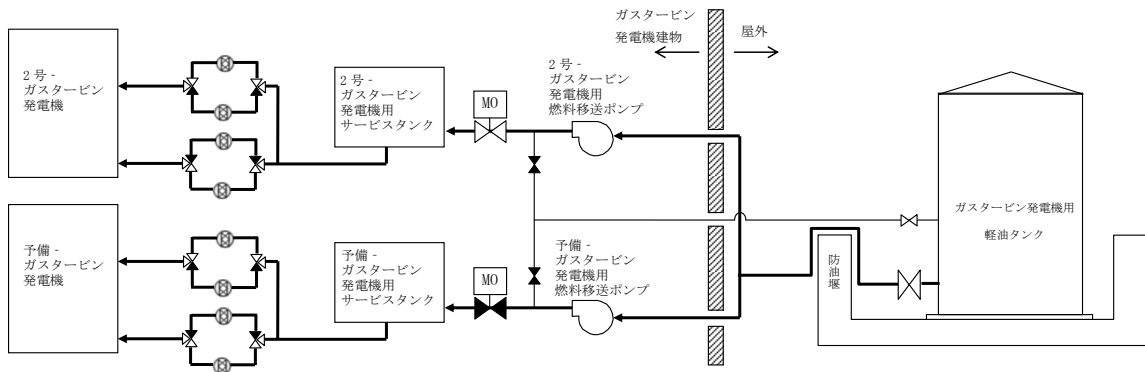 ガスタービン
発電機建物
屋外
2号-
ガスタービン
発電機
2号-
ガスタービン
発電機用
サービスタンク
MO
2号-
ガスタービン
発電機用
燃料移送ポンプ
ガスタービン発電機用
軽油タンク
防油堰
予備-
ガスタービン
発電機
予備-
ガスタービン
発電機用
サービスタンク
MO
予備-
ガスタービン
発電機用
燃料移送ポンプ